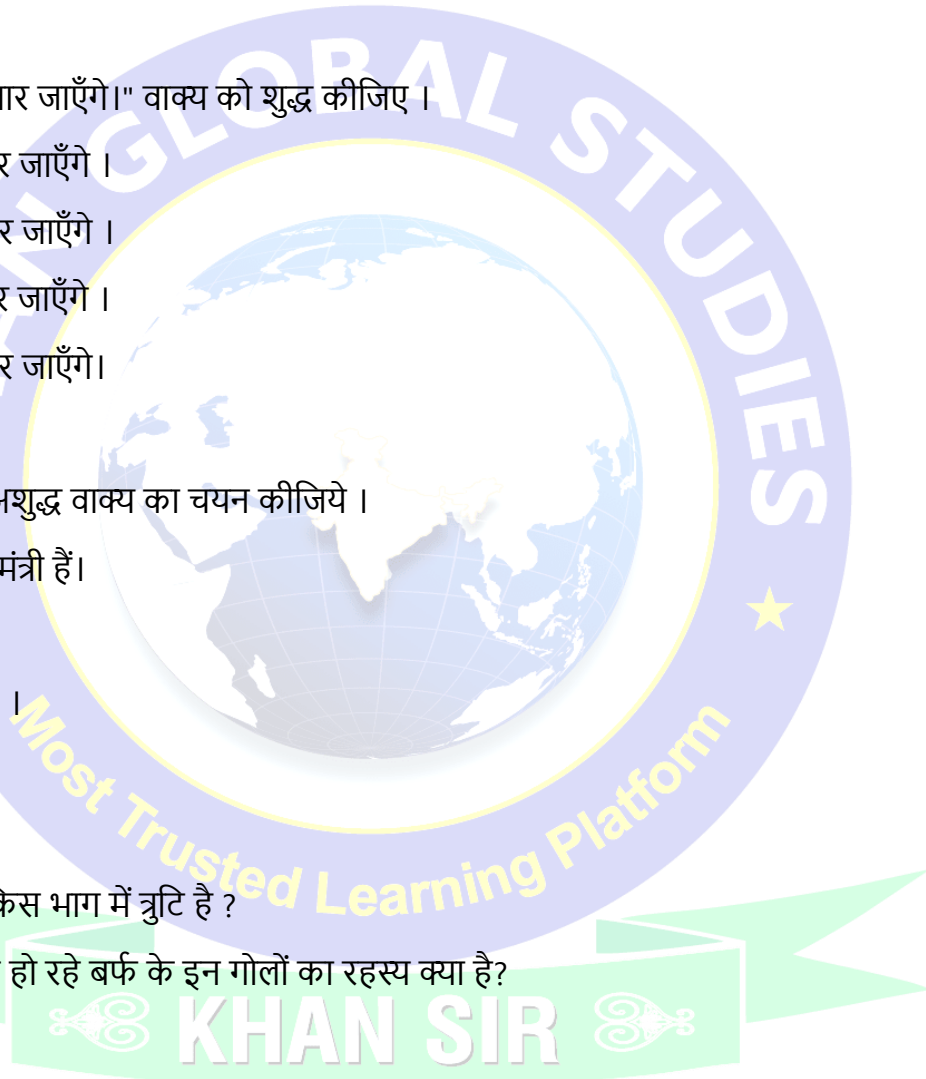 ार जाएँगे।" वाक्य को शुद्ध कीजिए ।
र जाएँगे ।
र जाएँगे ।
र जाएँगे ।
र जाएँगे।
अशुद्ध वाक्य का चयन कीजिये ।
मंत्री हैं।
।
किस भाग में त्रुटि है ?
हो रहे बर्फ के इन गोलों का रहस्य क्या है?
N GLOBAL STUDIES
Most Trusted Learning Platform
KHAN SIR